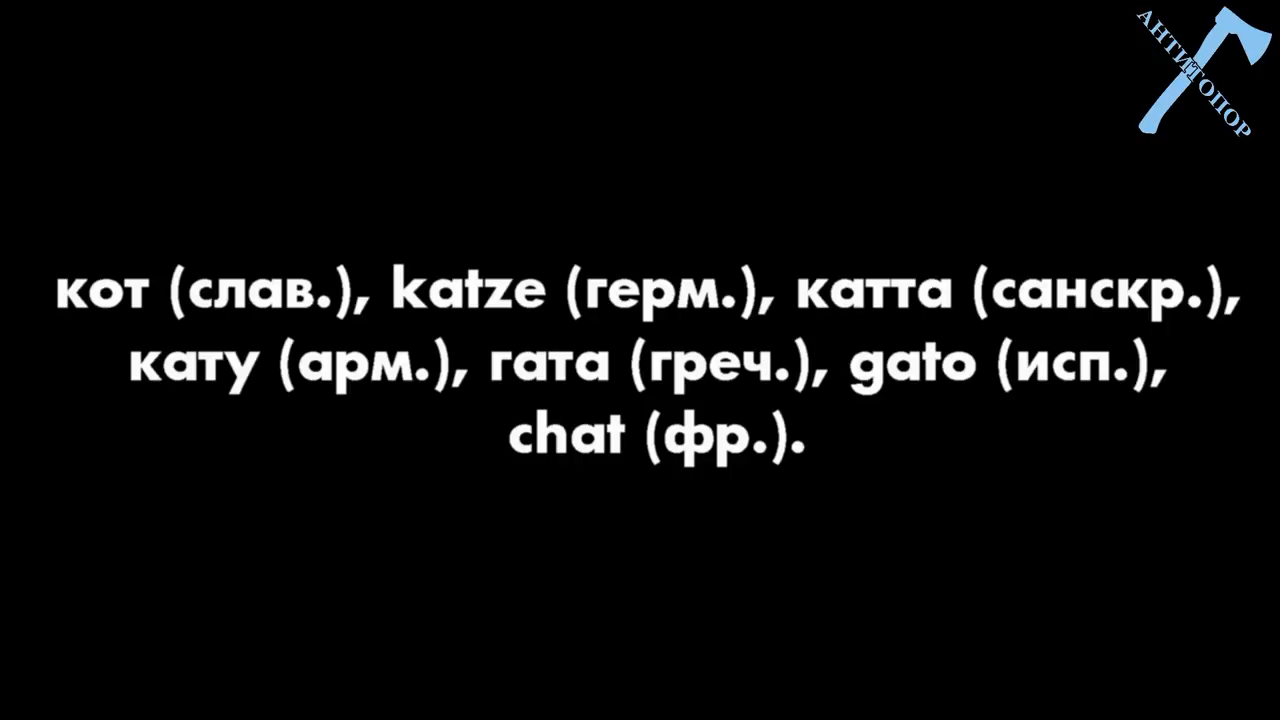 АНТИТОПОР
кот (слав.), katze (герм.), катта (санскр.),
кату (арм.), гата (греч.), gato (исп.),
chat (фр.).